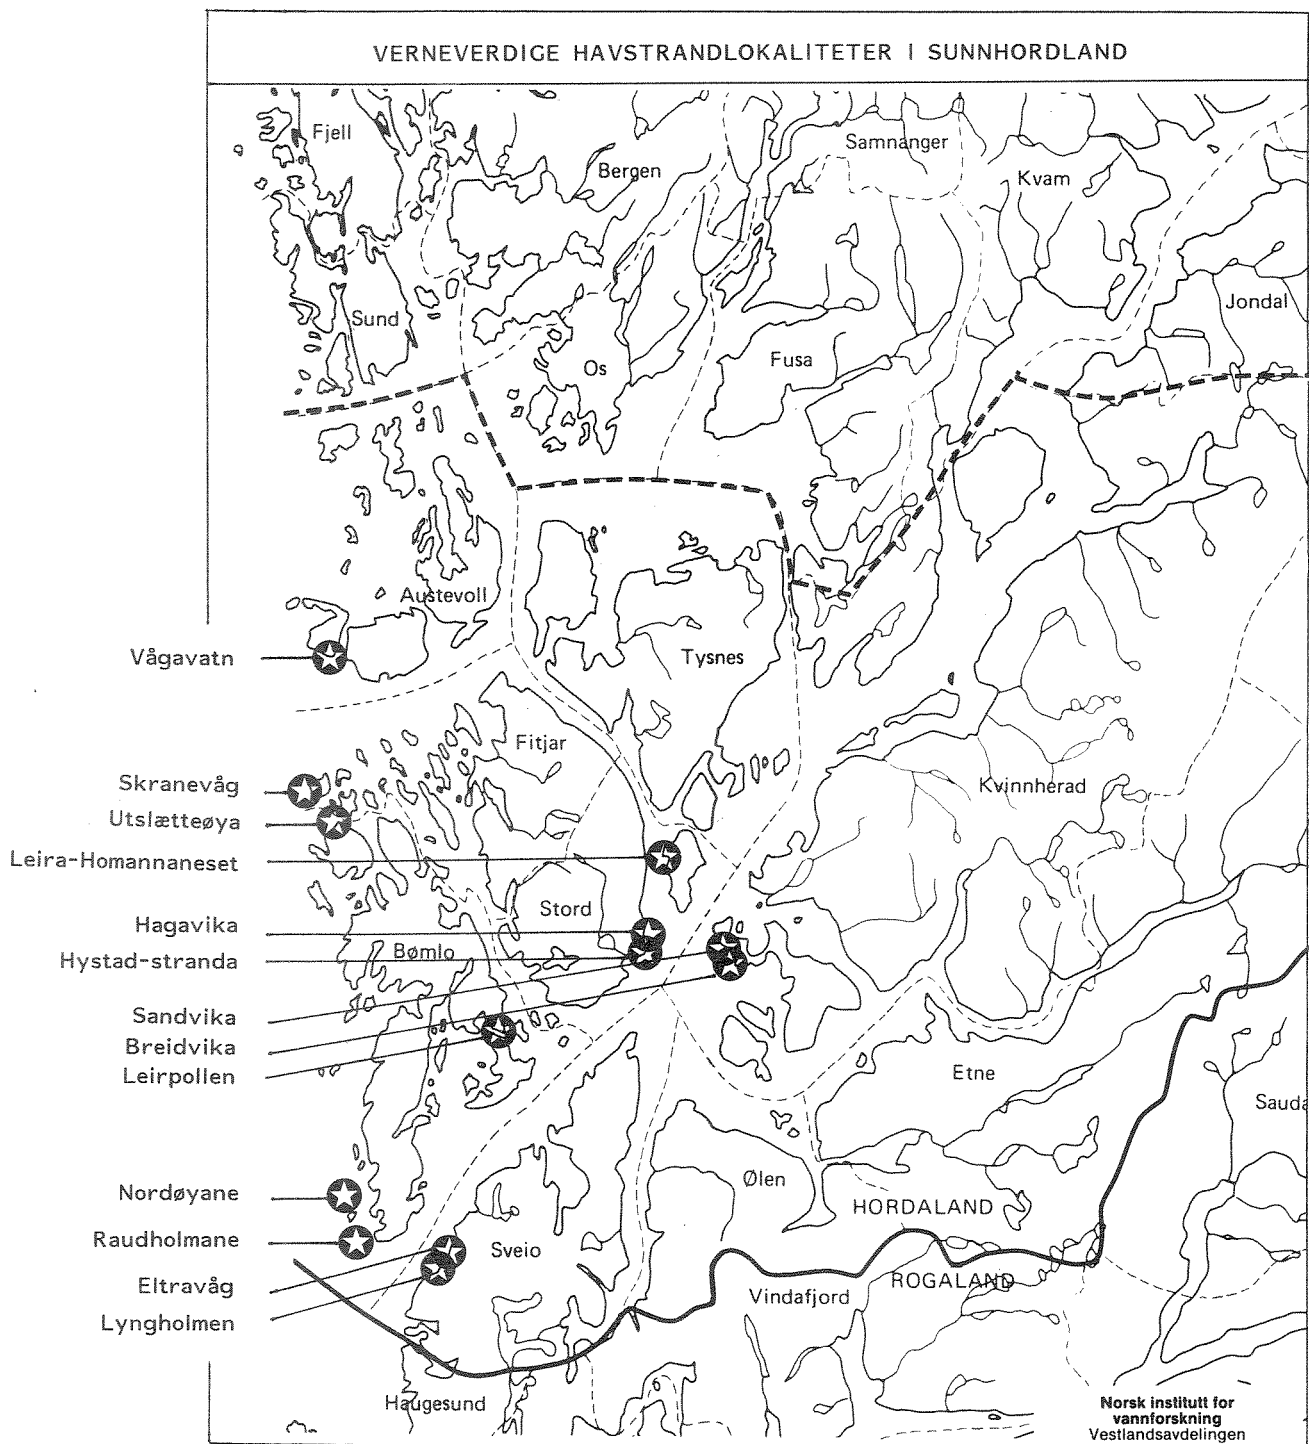 VERNEVERDIGE HAVSTRANDLOKALITETER I SUNNHORDLAND
Fjell
Bergen
Samnanger
Kvam
Sund
Os
Fusa
Jondal
Austevoll
Vågavatn
Tysnes
Fitjar
Skranevåg
Utslætteøya
Kvinnherad
Leira-Homannaneset
Stord
Hagavika
Bømlo
Hystad-stranda
Sandvika
Breidvika
Leirpollen
Etne
Sauda
Ølen
Nordøyane
HORDALAND
Raudholmane
Sveio
ROGALAND
Eltravåg
Vindafjord
Lyngholmen
Haugesund
Norsk institutt for
vannforskning
Vestlandsavdelingen